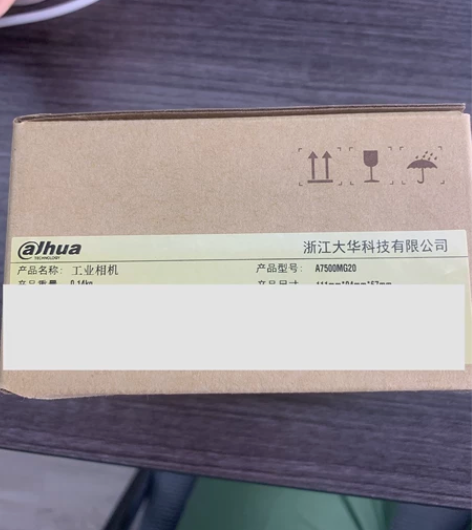 alhua
TECHNOLOGY
浙江大华科技有限公司
产品名称: 工业相机
产品型号: A7500MG20